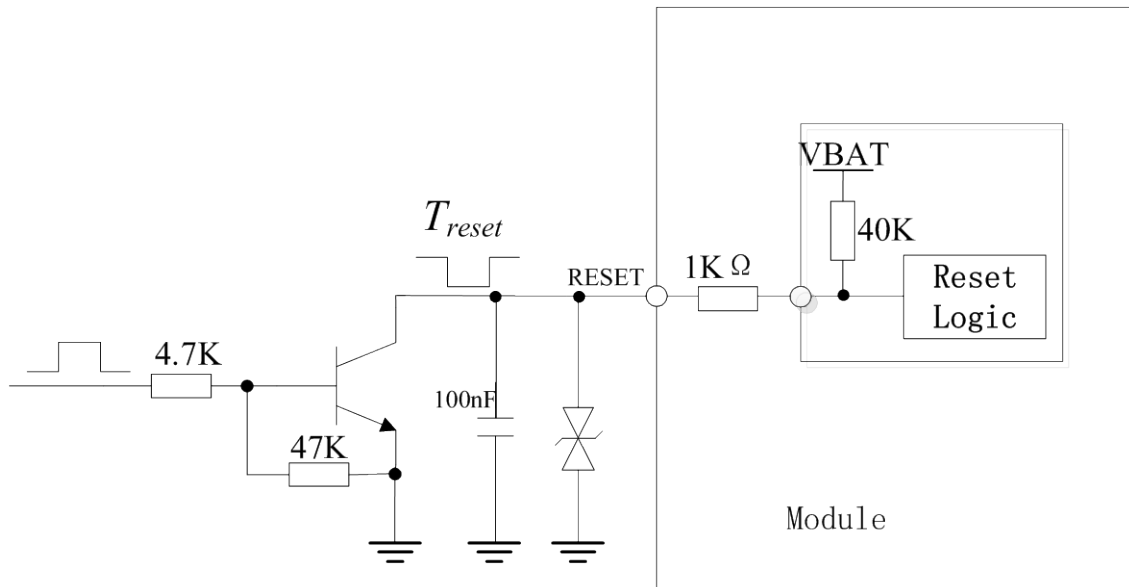 VBAT
40K
T_reset
1K Ω
RESET
Reset
Logic
4.7K
100nF
47K
Module